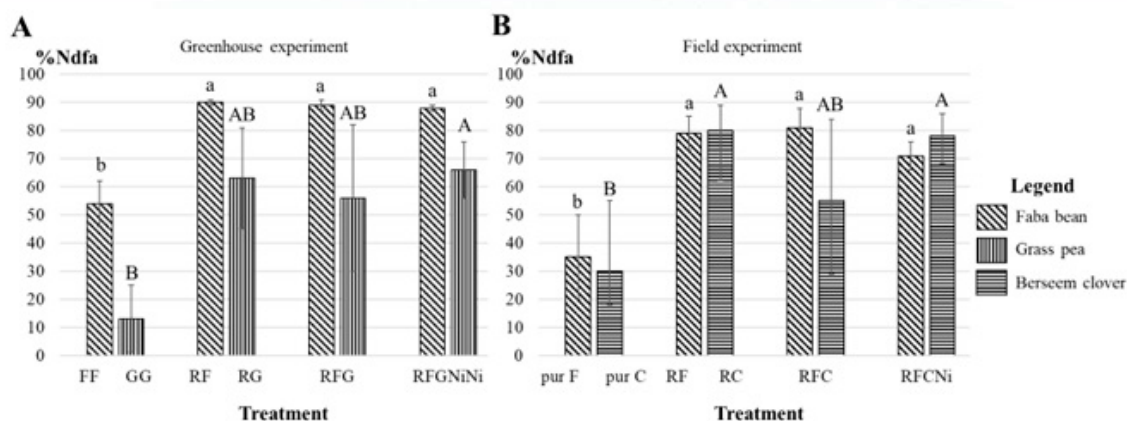 A
Greenhouse experiment
%Ndfa
100
90
80
70
60
50
40
30
20
10
0
b
B
a
AB
a
AB
a
A
FF GG RF RG RFG RFGNiNi
Treatment
B
Field experiment
%Ndfa
100
90
80
70
60
50
40
30
20
10
0
b
B
a
A
a
AB
a
A
pur F pur C RF RC RFC RFCNi
Treatment
Legend
Faba bean
Grass pea
Berseem clover